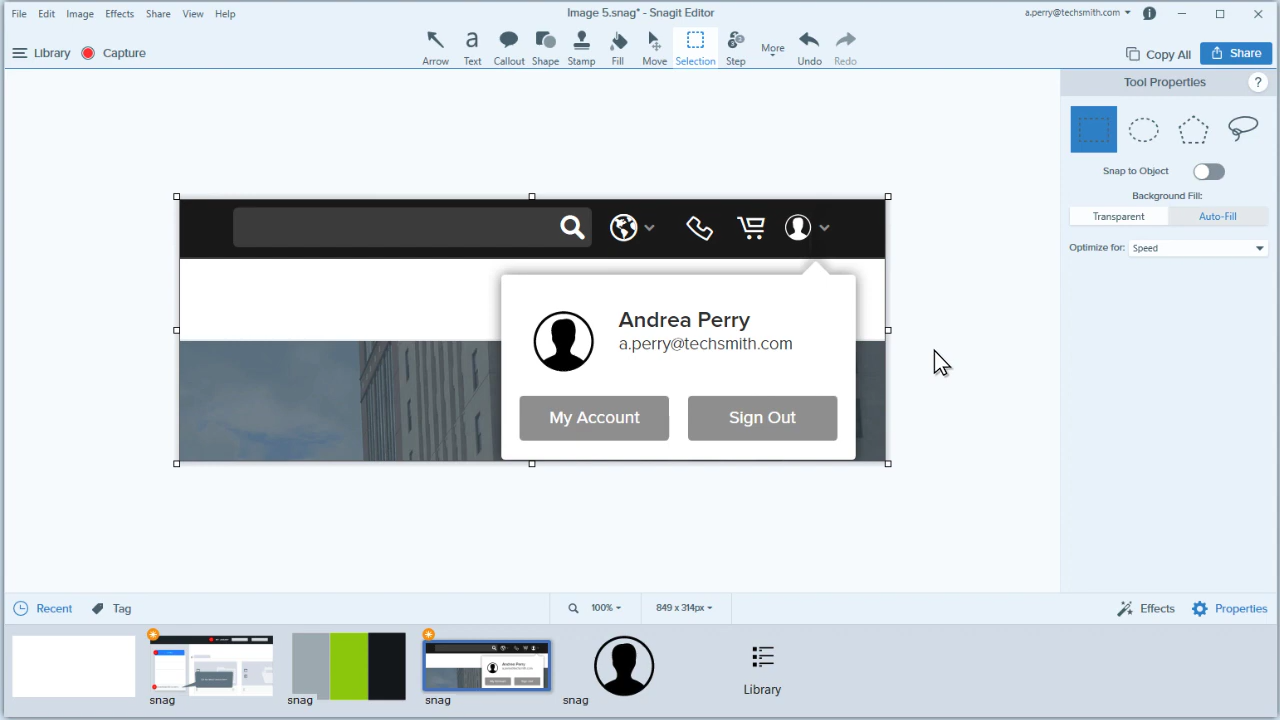 File Edit Image Effects Share View Help
Image 5.snag* - Snagit Editor
a.perry@techsmith.com
Library Capture
Arrow Text Callout Shape Stamp Fill Move Selection Step More Undo Redo
Copy All Share
Tool Properties ?
Snap to Object
Background Fill:
Transparent Auto-Fill
Optimize for: Speed
Andrea Perry
a.perry@techsmith.com
My Account Sign Out
Recent Tag
100% 849 x 314px
Effects Properties
snag snag snag snag
Library